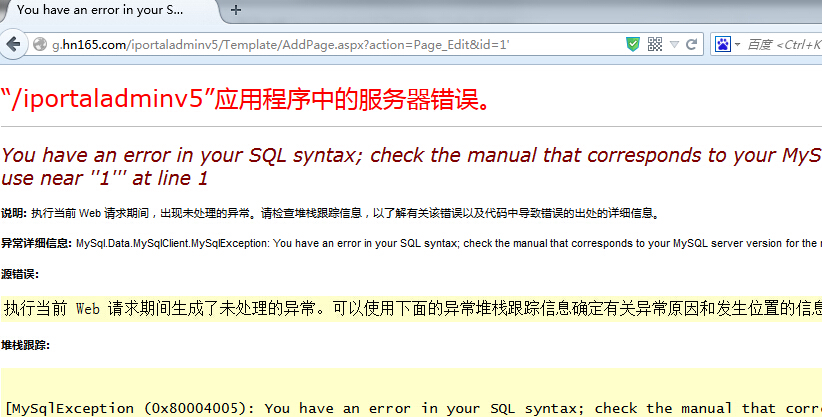 You have an error in your S...
g.hn165.com/iportaladminv5/Template/AddPage.aspx?action=Page_Edit&id=1'
百度 <Ctrl+K
“/iportaladminv5”应用程序中的服务器错误。
You have an error in your SQL syntax; check the manual that corresponds to your MyS
use near ''1''' at line 1
说明: 执行当前 Web 请求期间，出现未处理的异常。请检查堆栈跟踪信息，以了解有关该错误以及代码中导致错误的出处的详细信息。
异常详细信息: MySql.Data.MySqlClient.MySqlException: You have an error in your SQL syntax; check the manual that corresponds to your MySQL server version for the
源错误:
执行当前 Web 请求期间生成了未处理的异常。可以使用下面的异常堆栈跟踪信息确定有关异常原因和发生位置的信息
堆栈跟踪:
[MySqlException (0x80004005): You have an error in your SQL syntax; check the manual that corre